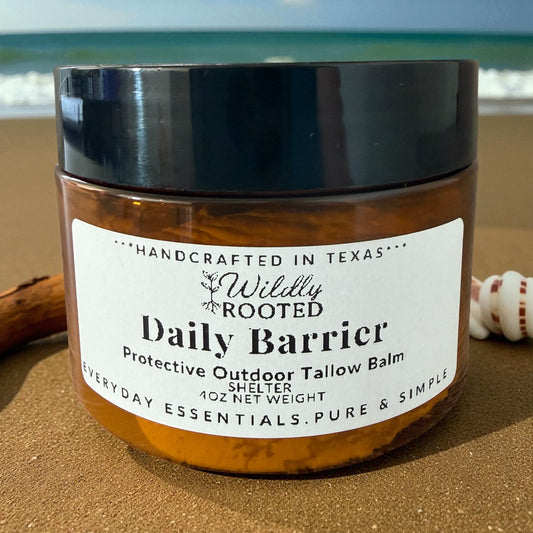 ***HANDCRAFTED IN TEXAS***
Wildly
ROOTED
Daily Barrier
Protective Outdoor Tallow Balm
SHELTER
4OZ NET WEIGHT
EVERYDAY ESSENTIALS.PURE & SIMPLE